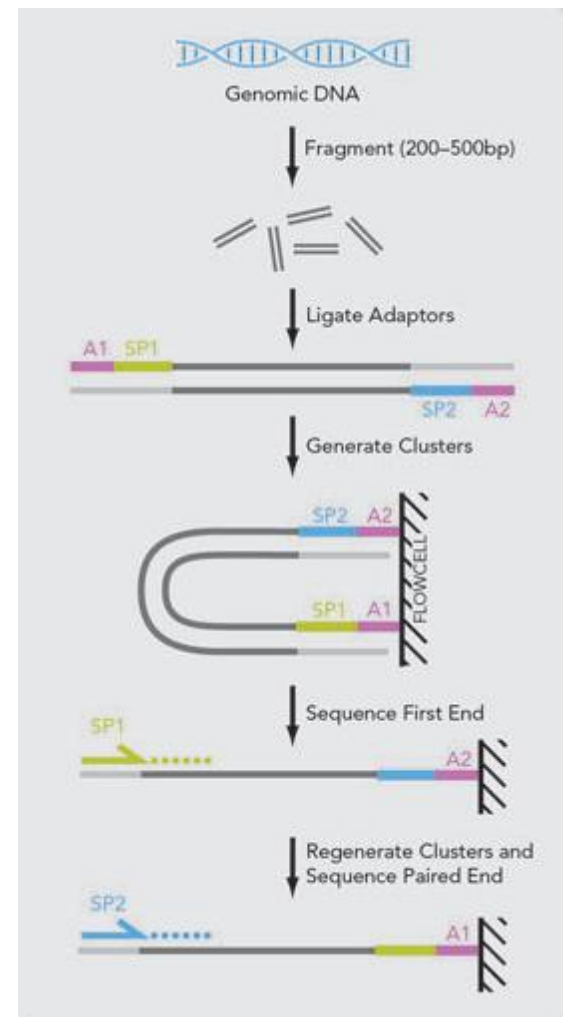 Genomic DNA
Fragment (200–500bp)
Ligate Adaptors
A1 SP1
SP2 A2
Generate Clusters
SP2 A2
FLOWCELL
SP1 A1
Sequence First End
SP1
A2
Regenerate Clusters and
Sequence Paired End
SP2
A1